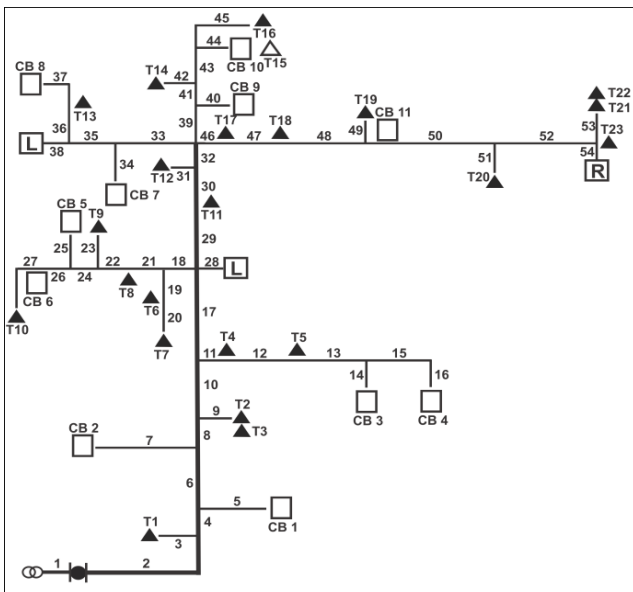 45
T16
44
CB 10
T15
T14
42
43
CB 8
37
41
CB 9
40
T13
T19
CB 11
T22
T21
36
35
33
39
46
T17
47
T18
48
49
50
52
53
T23
L
38
34
32
T12
31
51
54
R
CB 7
30
T20
CB 5
T9
T11
25
23
29
27
22
21
18
28
L
26
24
CB 6
T8
19
T6
17
T10
20
T7
T4
T5
11
12
13
15
10
14
16
9
T2
CB 3
CB 4
CB 2
T3
7
8
6
5
T1
4
CB 1
3
1
2